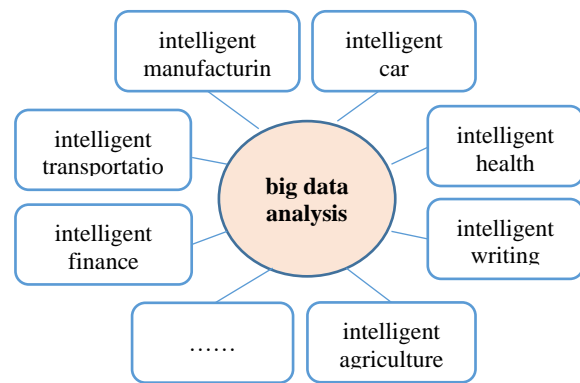 intelligent
manufacturin
intelligent
car
intelligent
transportatio
intelligent
health
big data
analysis
intelligent
finance
intelligent
writing
……
intelligent
agriculture